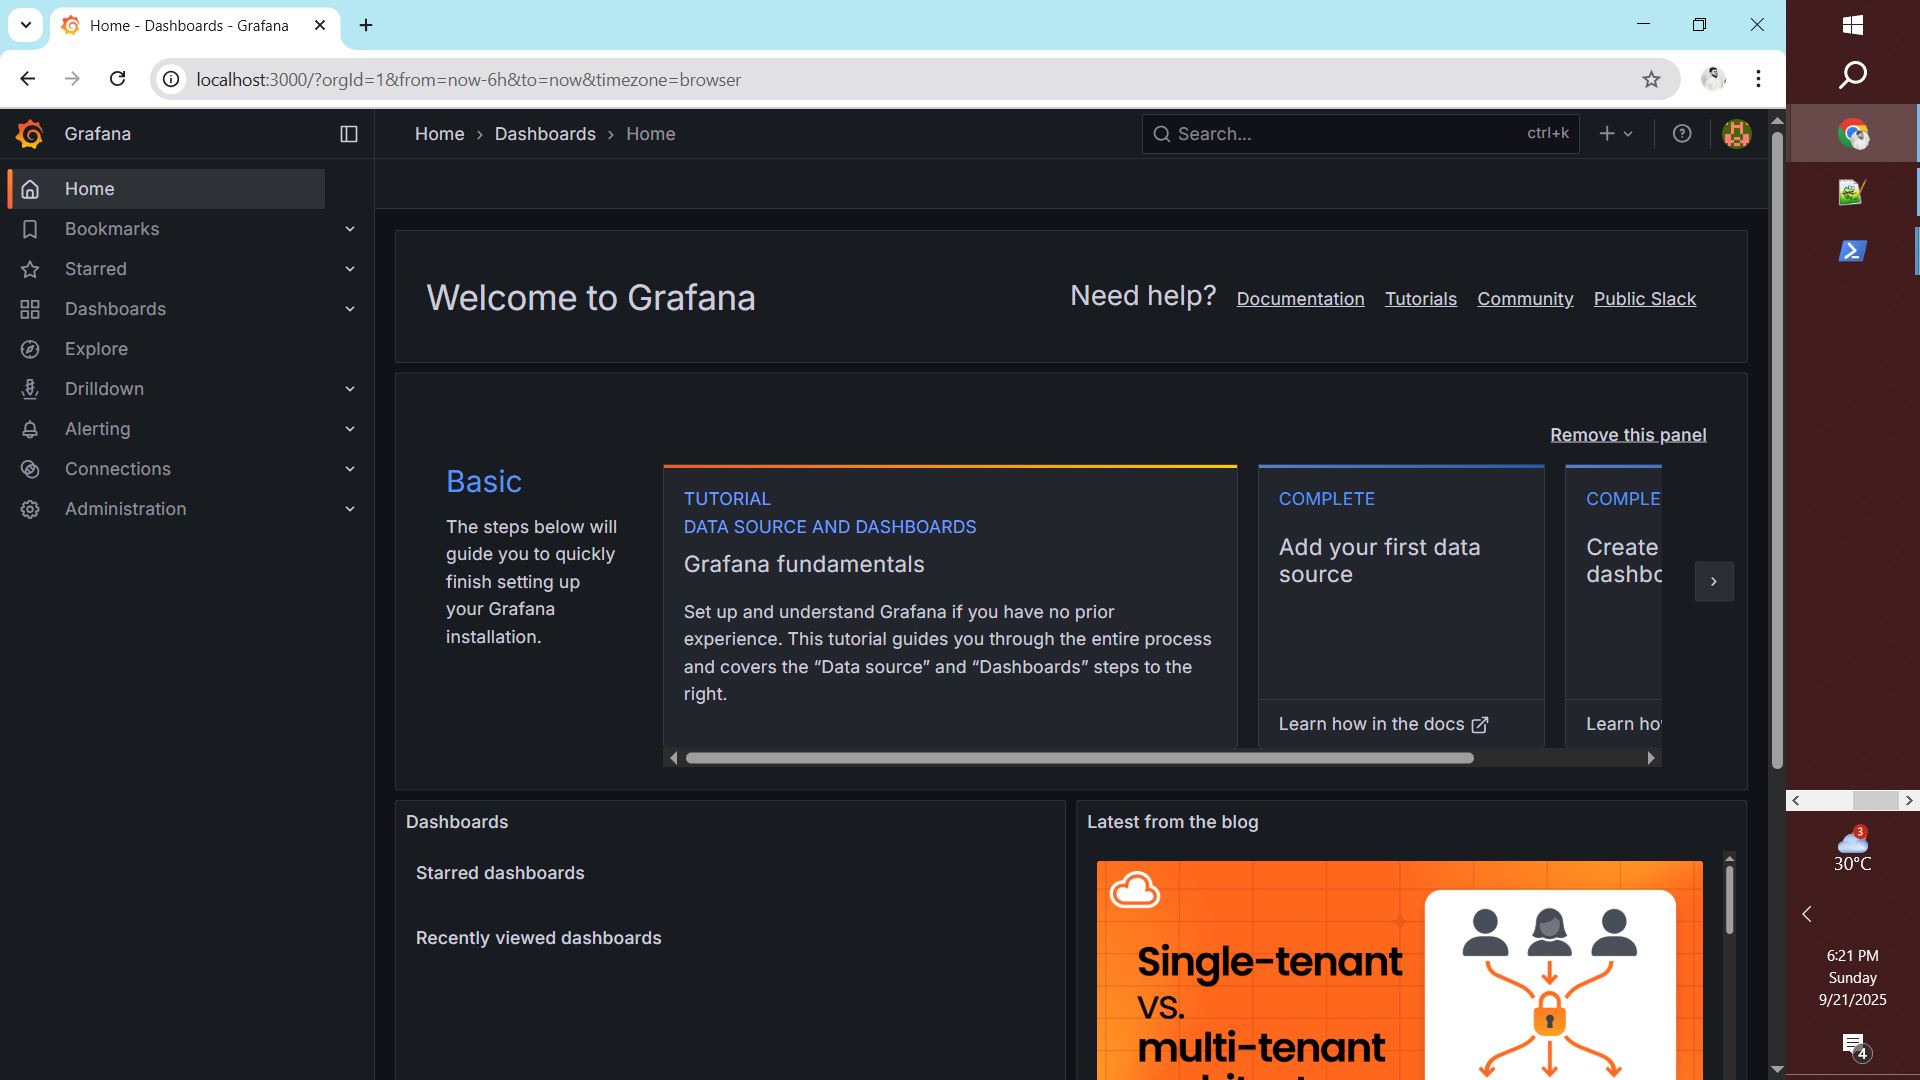 Home - Dashboards - Grafana
localhost:3000/?orgId=1&from=now-6h&to=now&timezone=browser
Grafana
Home
Bookmarks
Starred
Dashboards
Explore
Drilldown
Alerting
Connections
Administration
Home › Dashboards › Home
Search...
ctrl+k
Welcome to Grafana
Need help?
Documentation
Tutorials
Community
Public Slack
Remove this panel
Basic
The steps below will
guide you to quickly
finish setting up
your Grafana
installation.
TUTORIAL
DATA SOURCE AND DASHBOARDS
Grafana fundamentals
Set up and understand Grafana if you have no prior
experience. This tutorial guides you through the entire process
and covers the “Data source” and “Dashboards” steps to the
right.
COMPLETE
Add your first data
source
Learn how in the docs
COMPLE
Create
dashbo
Learn ho
Dashboards
Starred dashboards
Recently viewed dashboards
Latest from the blog
Single-tenant
vs.
multi-tenant
3
30°C
6:21 PM
Sunday
9/21/2025
4